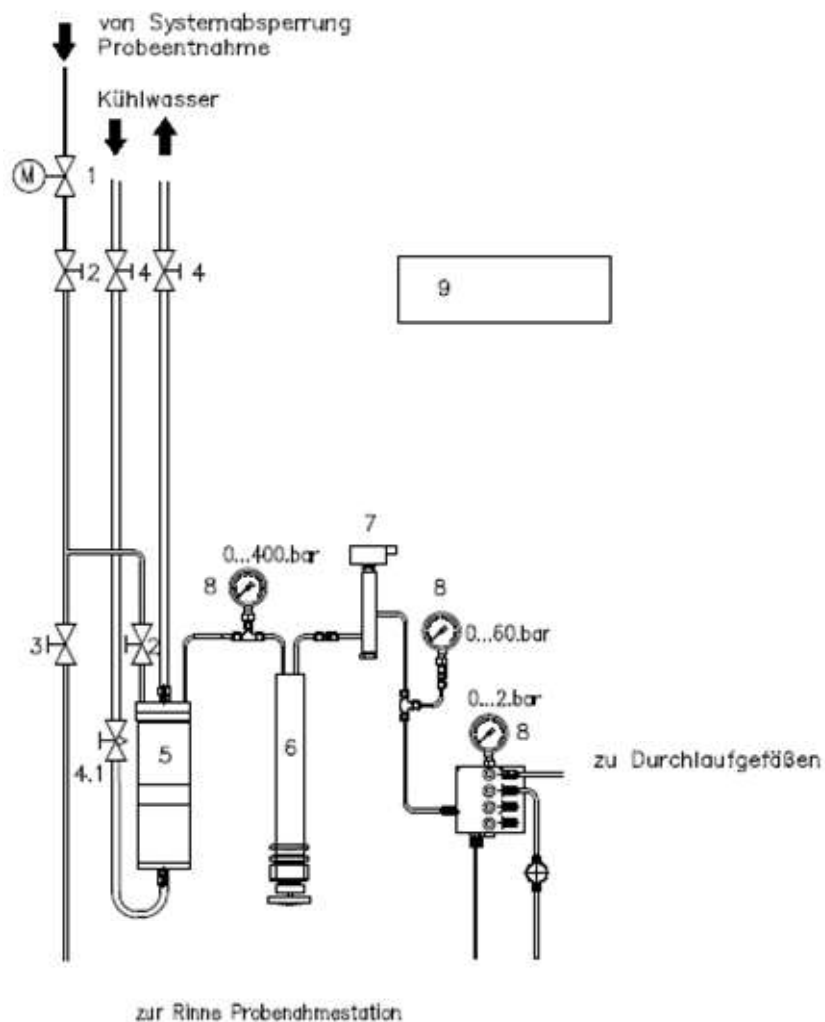 von Systemabsperrung
Probeentnahme
Kühlwasser
M
1
2
4
4
9
7
0...400.bar
8
8
3
2
0...60.bar
0...2.bar
8
5
6
4.1
zu Durchlaufgefäßen
zur Rinne Probenahmestation